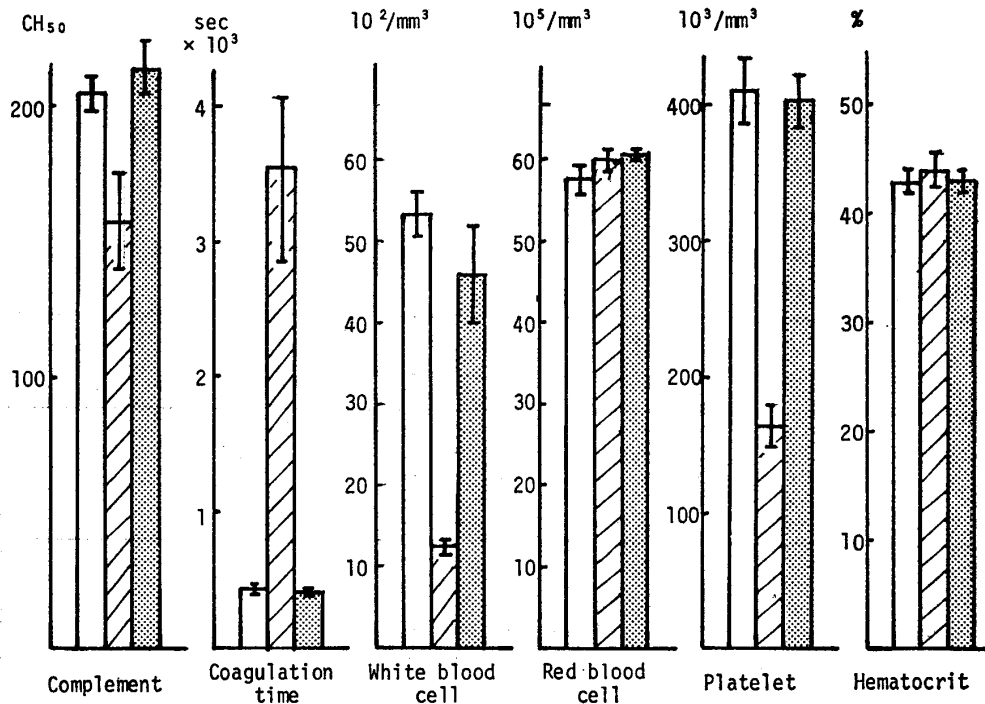 CH₅₀
200
100
sec
× 10³
4
3
2
1
10²/mm³
60
50
40
30
20
10
10⁵/mm³
60
50
40
30
20
10
10³/mm³
400
300
200
100
%
50
40
30
20
10
Complement
Coagulation
time
White blood
cell
Red blood
cell
Platelet
Hematocrit